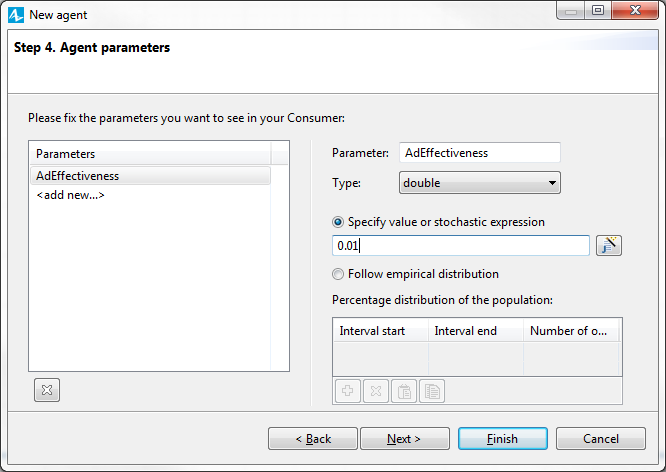 New agent
Step 4. Agent parameters
Please fix the parameters you want to see in your Consumer:
Parameters
AdEffectiveness
<add new...>
Parameter: AdEffectiveness
Type: double
Specify value or stochastic expression
0.01
Follow empirical distribution
Percentage distribution of the population:
Interval start Interval end Number of o...
< Back Next > Finish Cancel